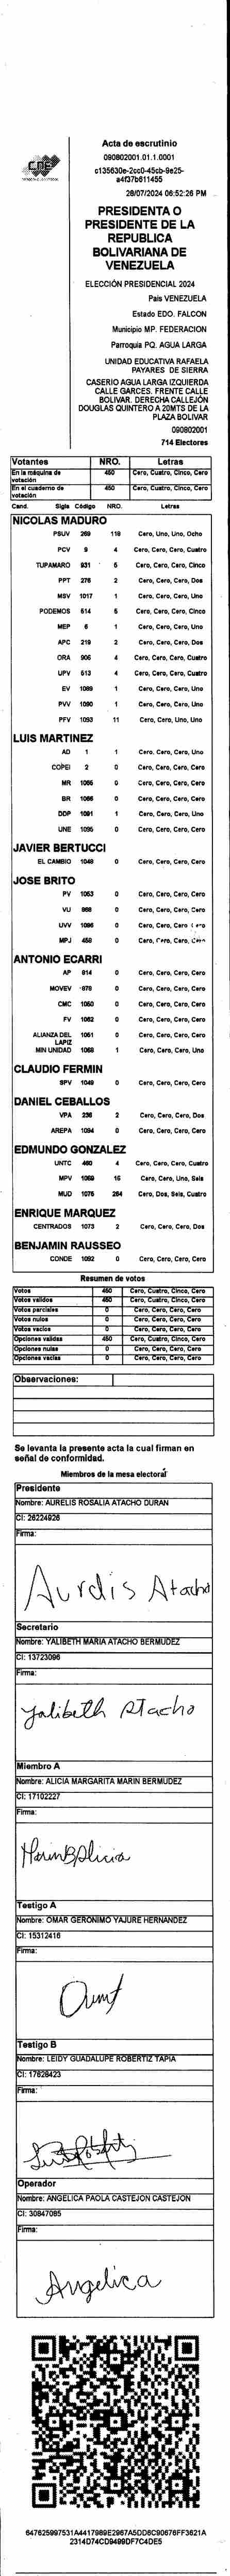 CNE
Acta de escrutinio
090802001.01.1.0001
c135630e-2cc0-45cb-9e25-
a4f37b611455
28/07/2024 06:52:26 PM
PRESIDENTA O
PRESIDENTE DE LA
REPUBLICA
BOLIVARIANA DE
VENEZUELA
ELECCIÓN PRESIDENCIAL 2024
País VENEZUELA
Estado EDO. FALCON
Municipio MP. FEDERACION
Parroquia PQ. AGUA LARGA
UNIDAD EDUCATIVA RAFAELA
PAYARES DE SIERRA
CASERIO AGUA LARGA IZQUIERDA
CALLE GARCES. FRENTE CALLE
BOLIVAR. DERECHA CALLEJÓN
DOUGLAS QUINTERO A 20MTS DE LA
PLAZA BOLIVAR
090802001
714 Electores
Votantes NRO. Letras
En la máquina de votación 450 Cero, Cuatro, Cinco, Cero
En el cuaderno de votación 450 Cero, Cuatro, Cinco, Cero
Cand. Sigla Código NRO. Letras
NICOLAS MADURO
PSUV 269 118 Cero, Uno, Uno, Ocho
PCV 9 4 Cero, Cero, Cero, Cuatro
TUPAMARO 931 5 Cero, Cero, Cero, Cinco
PPT 276 2 Cero, Cero, Cero, Dos
MSV 1017 1 Cero, Cero, Cero, Uno
PODEMOS 514 5 Cero, Cero, Cero, Cinco
MEP 6 1 Cero, Cero, Cero, Uno
APC 219 2 Cero, Cero, Cero, Dos
ORA 906 4 Cero, Cero, Cero, Cuatro
UPV 513 4 Cero, Cero, Cero, Cuatro
EV 1089 1 Cero, Cero, Cero, Uno
PVV 1090 1 Cero, Cero, Cero, Uno
PFV 1093 11 Cero, Cero, Uno, Uno
LUIS MARTINEZ
AD 1 1 Cero, Cero, Cero, Uno
COPEI 2 0 Cero, Cero, Cero, Cero
MR 1065 0 Cero, Cero, Cero, Cero
BR 1066 0 Cero, Cero, Cero, Cero
DDP 1091 1 Cero, Cero, Cero, Uno
UNE 1095 0 Cero, Cero, Cero, Cero
JAVIER BERTUCCI
EL CAMBIO 1048 0 Cero, Cero, Cero, Cero
JOSE BRITO
PV 1053 0 Cero, Cero, Cero, Cero
VU 868 0 Cero, Cero, Cero, Cero
UVV 1096 0 Cero, Cero, Cero
MPJ 458 0 Cero, Cero, Cero, Cero
ANTONIO ECARRI
AP 814 0 Cero, Cero, Cero, Cero
MOVEV 979 0 Cero, Cero, Cero, Cero
CMC 1050 0 Cero, Cero, Cero, Cero
FV 1062 0 Cero, Cero, Cero, Cero
ALIANZA DEL LAPIZ 1051 0 Cero, Cero, Cero, Cero
MIN UNIDAD 1068 1 Cero, Cero, Cero, Uno
CLAUDIO FERMIN
SPV 1049 0 Cero, Cero, Cero, Cero
DANIEL CEBALLOS
VPA 236 2 Cero, Cero, Cero, Dos
AREPA 1094 0 Cero, Cero, Cero, Cero
EDMUNDO GONZALEZ
UNTC 460 4 Cero, Cero, Cero, Cuatro
MPV 1069 16 Cero, Cero, Uno, Seis
MUD 1075 264 Cero, Dos, Seis, Cuatro
ENRIQUE MARQUEZ
CENTRADOS 1073 2 Cero, Cero, Cero, Dos
BENJAMIN RAUSSEO
CONDE 1092 0 Cero, Cero, Cero, Cero
Resumen de votos
Votos 450 Cero, Cuatro, Cinco, Cero
Votos validos 450 Cero, Cuatro, Cinco, Cero
Votos parciales 0 Cero, Cero, Cero, Cero
Votos nulos 0 Cero, Cero, Cero, Cero
Votos vacios 0 Cero, Cero, Cero, Cero
Opciones validas 450 Cero, Cuatro, Cinco, Cero
Opciones nulas 0 Cero, Cero, Cero, Cero
Opciones vacias 0 Cero, Cero, Cero, Cero
Observaciones:
Se levanta la presente acta la cual firman en
señal de conformidad.
Miembros de la mesa electoral
Presidente
Nombre: AURELIS ROSALIA ATACHO DURAN
CI: 26224926
Firma:
Aurelis Atacho
Secretario
Nombre: YALIBETH MARIA ATACHO BERMUDEZ
CI: 13723096
Firma:
Yalibeth Atacho
Miembro A
Nombre: ALICIA MARGARITA MARIN BERMUDEZ
CI: 17102227
Firma:
Marin B Alicia
Testigo A
Nombre: OMAR GERONIMO YAJURE HERNANDEZ
CI: 15312416
Firma:
Testigo B
Nombre: LEIDY GUADALUPE ROBERTIZ TAPIA
CI: 17628423
Firma:
Operador
Nombre: ANGELICA PAOLA CASTEJON CASTEJON
CI: 30847085
Firma:
Angelica
647625997531A4417989E2967A5DD8C90676FF3621A
2314D74CD9499DF7C4DE5